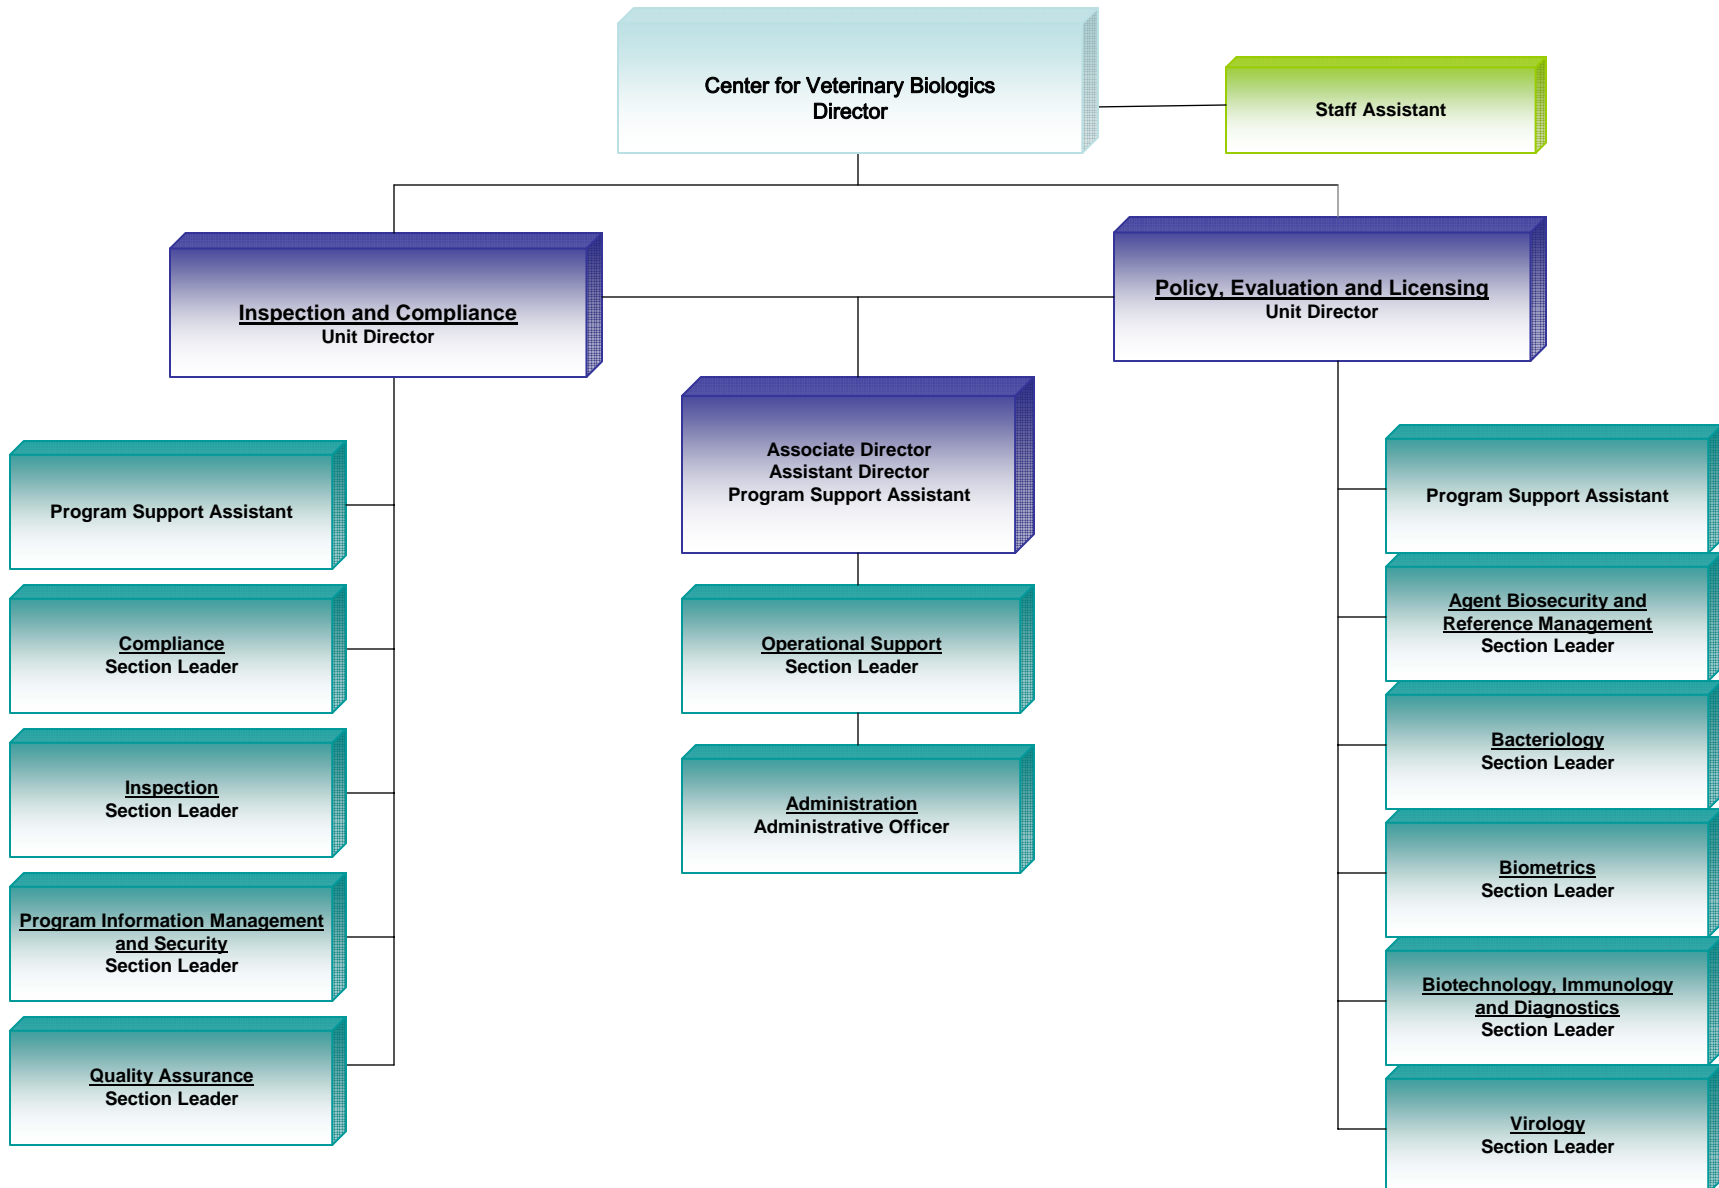 Center for Veterinary Biologics
Director
Staff Assistant
Inspection and Compliance
Unit Director
Policy, Evaluation and Licensing
Unit Director
Associate Director
Assistant Director
Program Support Assistant
Program Support Assistant
Compliance
Section Leader
Inspection
Section Leader
Program Information Management
and Security
Section Leader
Quality Assurance
Section Leader
Operational Support
Section Leader
Administration
Administrative Officer
Program Support Assistant
Agent Biosecurity and
Reference Management
Section Leader
Bacteriology
Section Leader
Biometrics
Section Leader
Biotechnology, Immunology
and Diagnostics
Section Leader
Virology
Section Leader